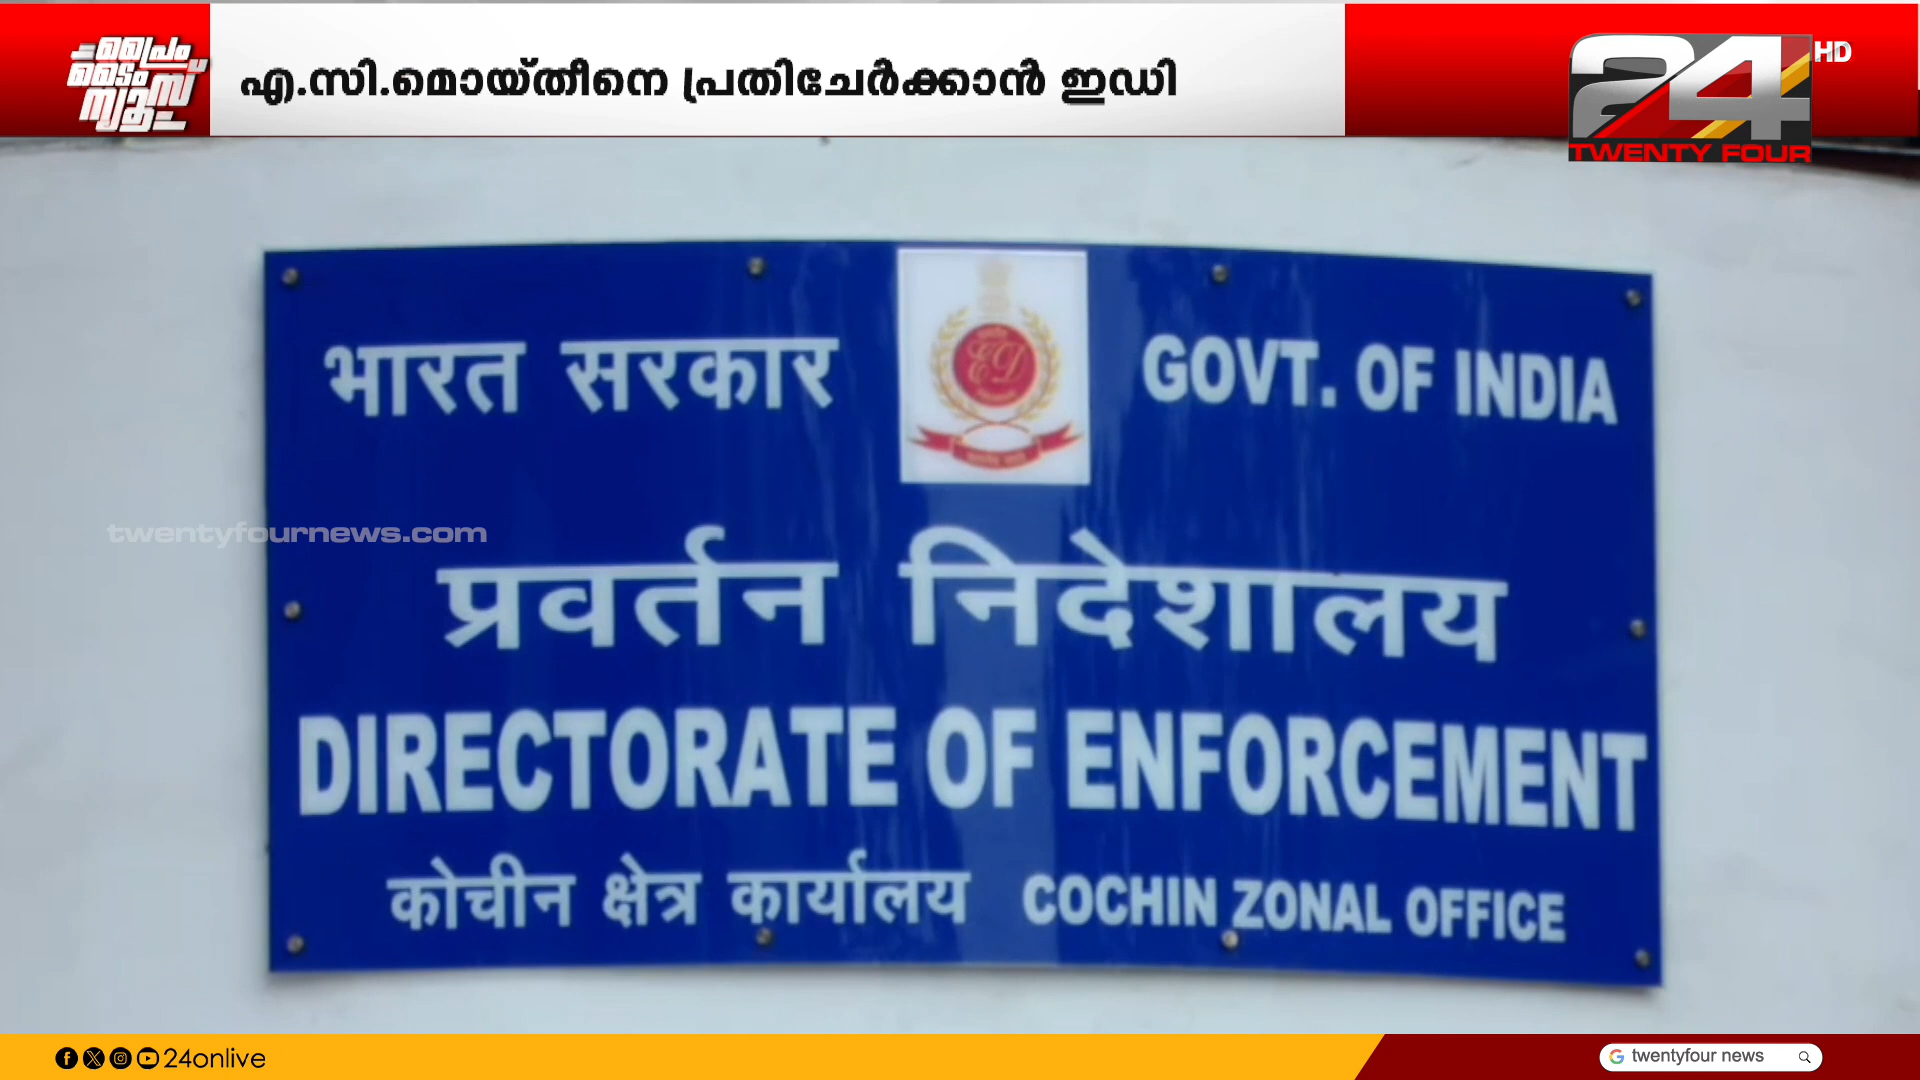 പ്രൈം
ടൈം
ന്യൂസ്
എ.സി.മൊയ്തീനെ പ്രതിചേർക്കാൻ ഇഡി
24 HD
TWENTY FOUR
भारत सरकार
GOVT. OF INDIA
ED
twentyfournews.com
प्रवर्तन निदेशालय
DIRECTORATE OF ENFORCEMENT
कोचीन क्षेत्र कार्यालय COCHIN ZONAL OFFICE
24onlive
twentyfour news